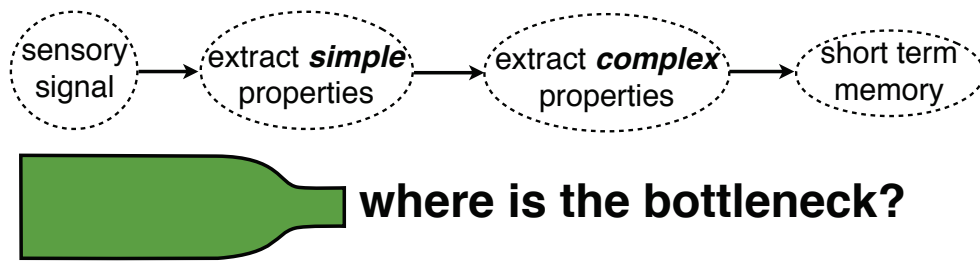 sensory
signal
extract simple
properties
extract complex
properties
short term
memory
where is the bottleneck?